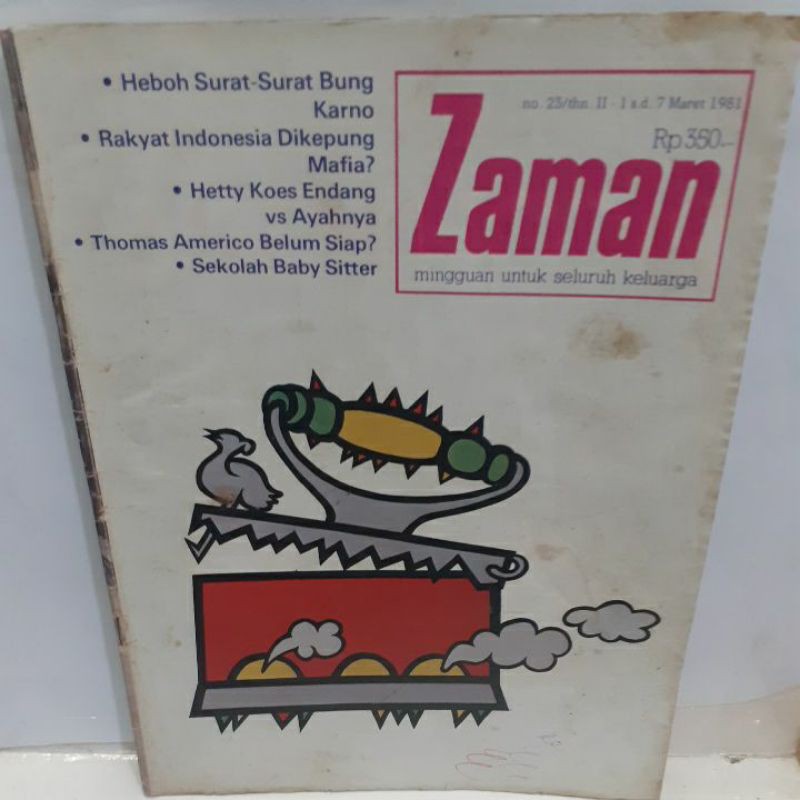 • Heboh Surat-Surat Bung
Karno
• Rakyat Indonesia Dikepung
Mafia?
• Hetty Koes Endang
vs Ayahnya
• Thomas Americo Belum Siap?
• Sekolah Baby Sitter
no. 23/thn. II - 1 s.d. 7 Maret 1981
Rp 350.-
Zaman
mingguan untuk seluruh keluarga